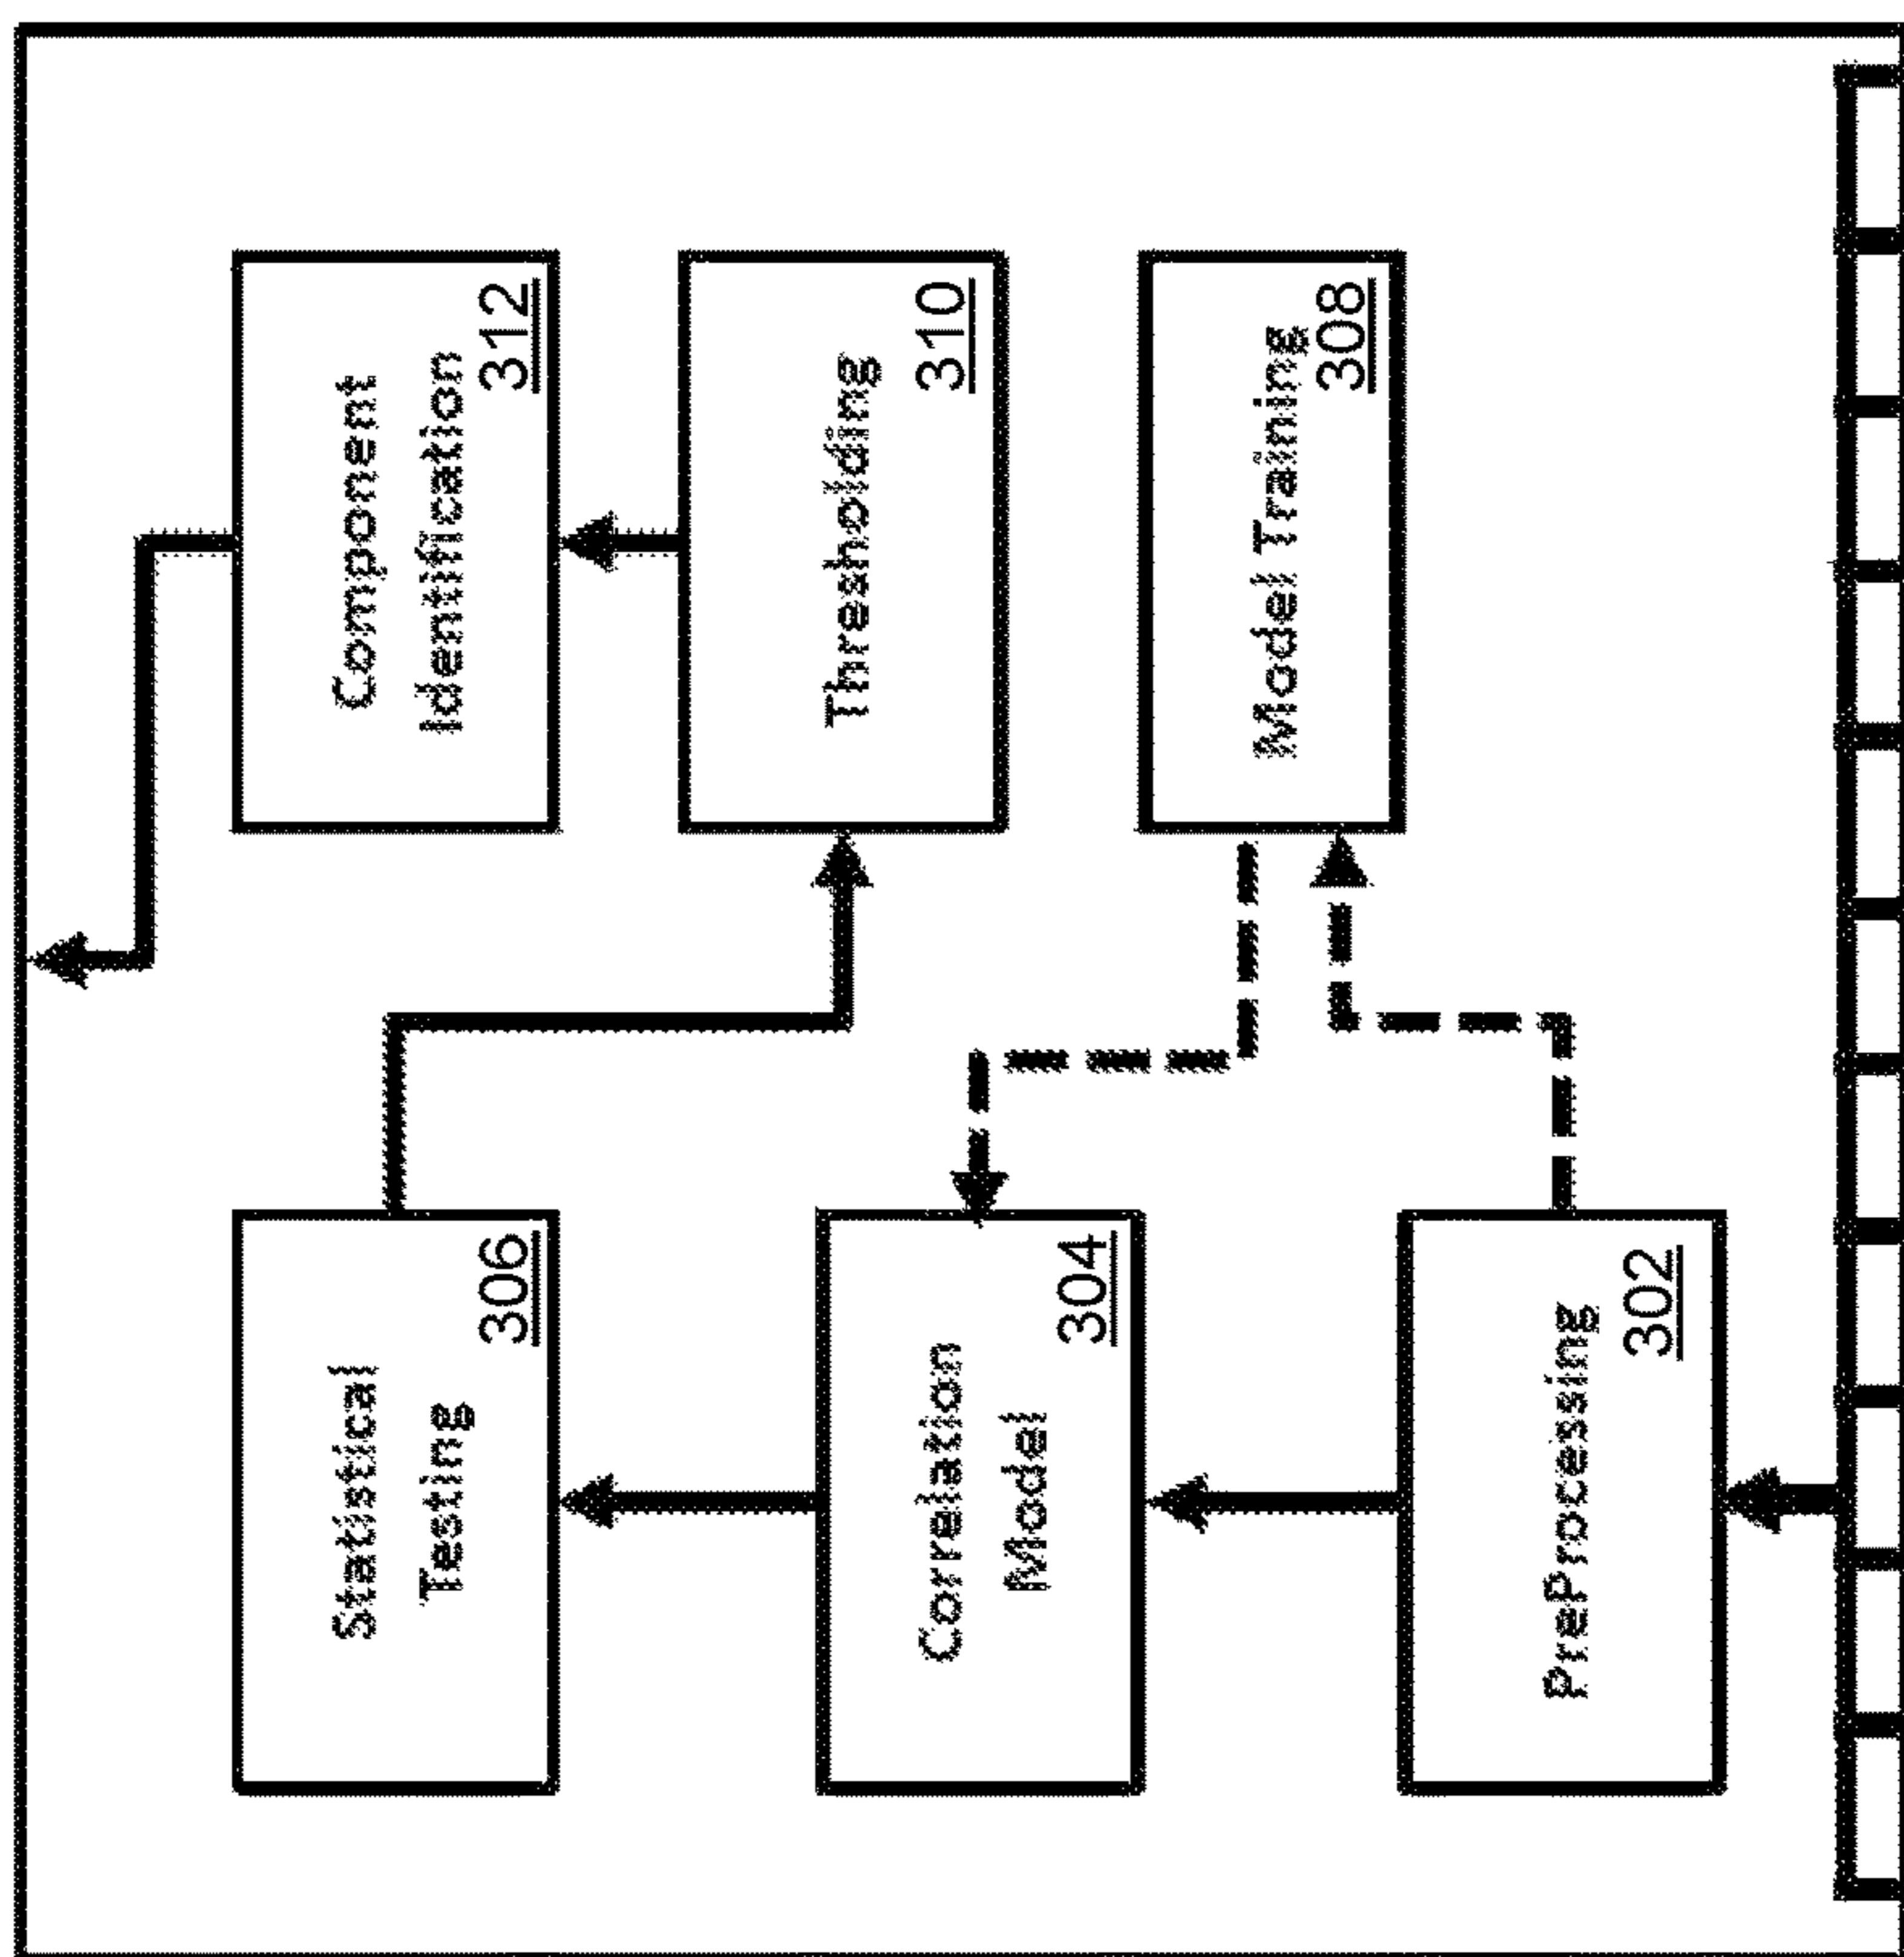 PreProcessing
302
Correlation
Model
304
Statistical
Testing
306
Model Training
308
Thresholding
310
Component
Identification
312